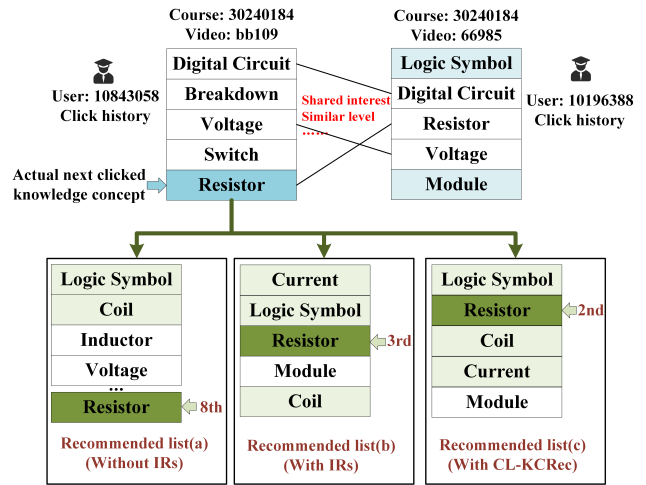 Course: 30240184
Video: bb109
Course: 30240184
Video: 66985
User: 10843058
Click history
Digital Circuit
Breakdown
Voltage
Switch
Resistor
Actual next clicked
knowledge concept
Shared interest
Similar level
......
Logic Symbol
Digital Circuit
Resistor
Voltage
Module
User: 10196388
Click history
Logic Symbol
Coil
Inductor
Voltage
...
Resistor
8th
Recommended list(a)
(Without IRs)
Current
Logic Symbol
Resistor
Module
Coil
3rd
Recommended list(b)
(With IRs)
Logic Symbol
Resistor
Coil
Current
Module
2nd
Recommended list(c)
(With CL-KCRec)